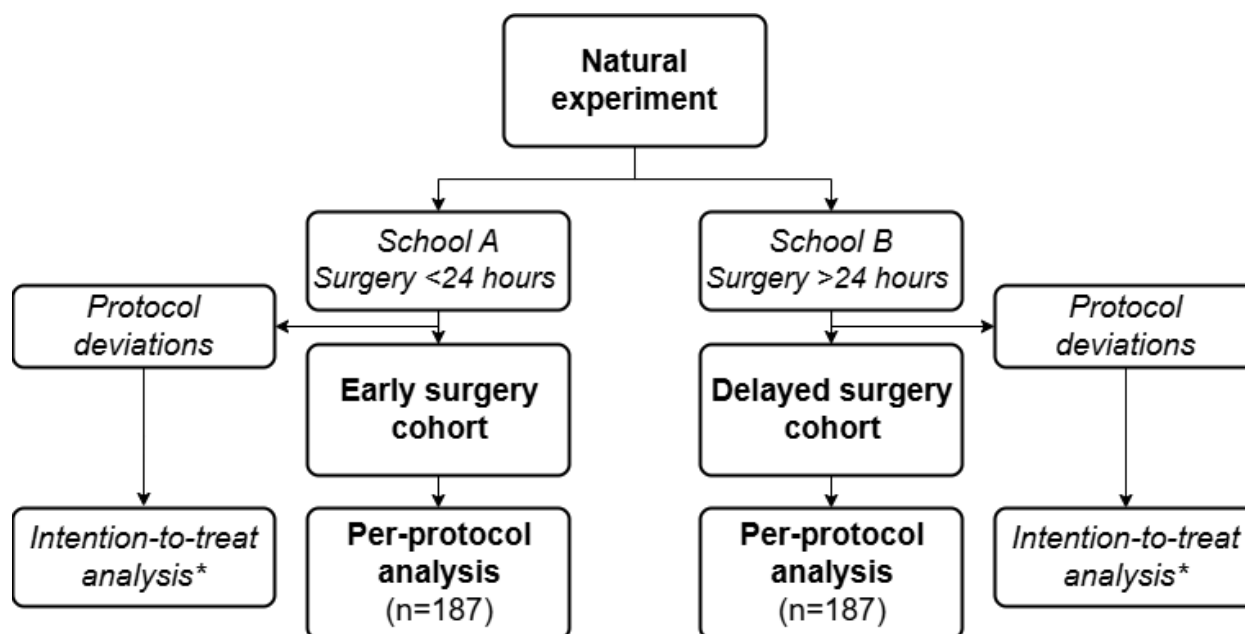 Natural
experiment
School A
Surgery <24 hours
School B
Surgery >24 hours
Protocol
deviations
Protocol
deviations
Early surgery
cohort
Delayed surgery
cohort
Intention-to-treat
analysis*
Per-protocol
analysis
(n=187)
Per-protocol
analysis
(n=187)
Intention-to-treat
analysis*